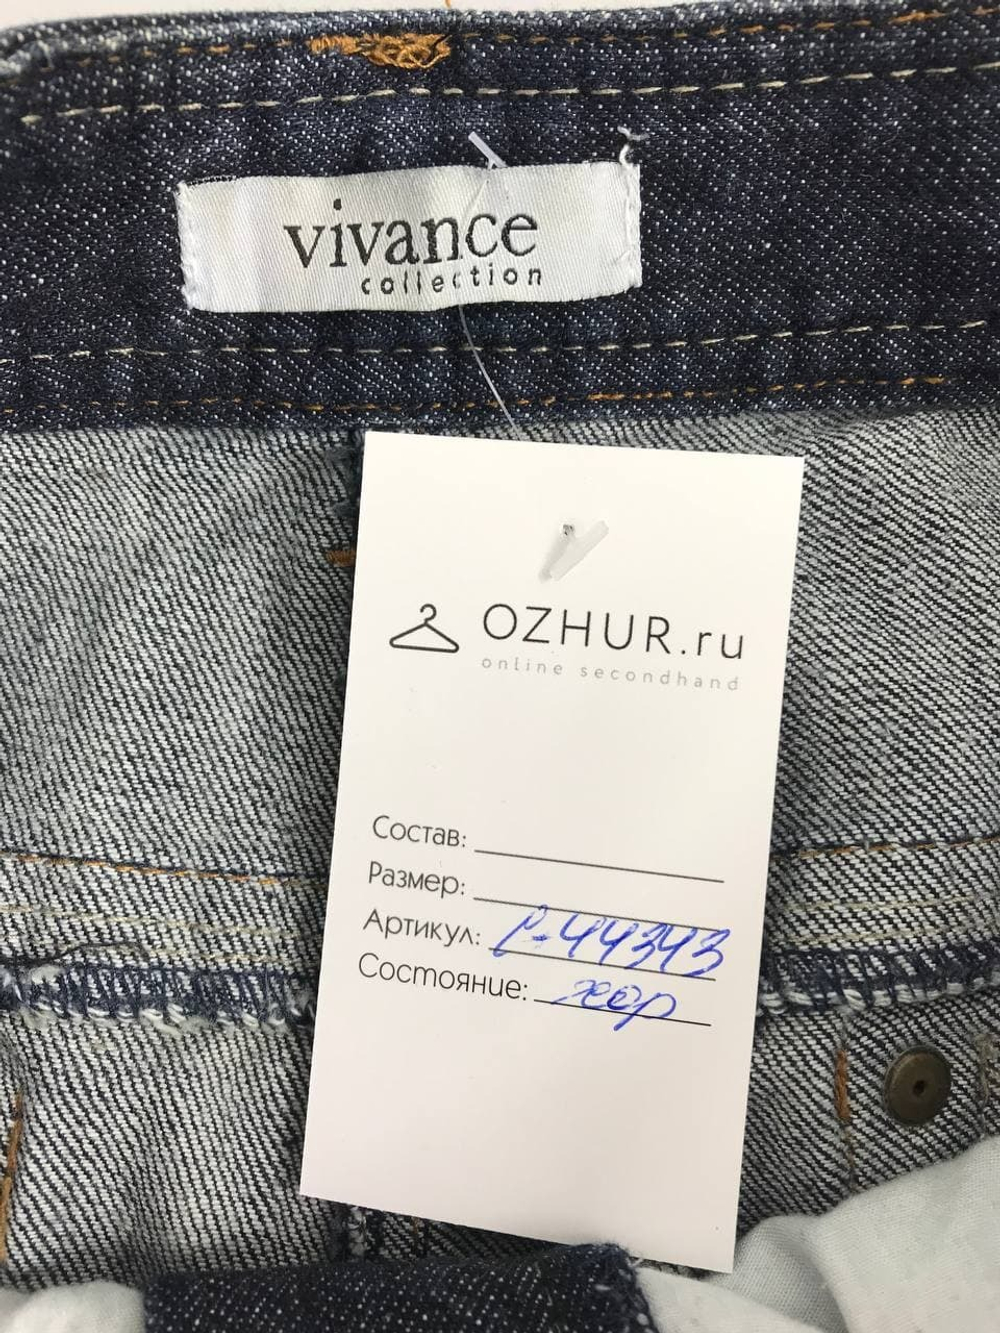 vivance
collection
OZHUR.ru
online secondhand
Состав:
Размер:
Артикул: Р-44343
Состояние: хор